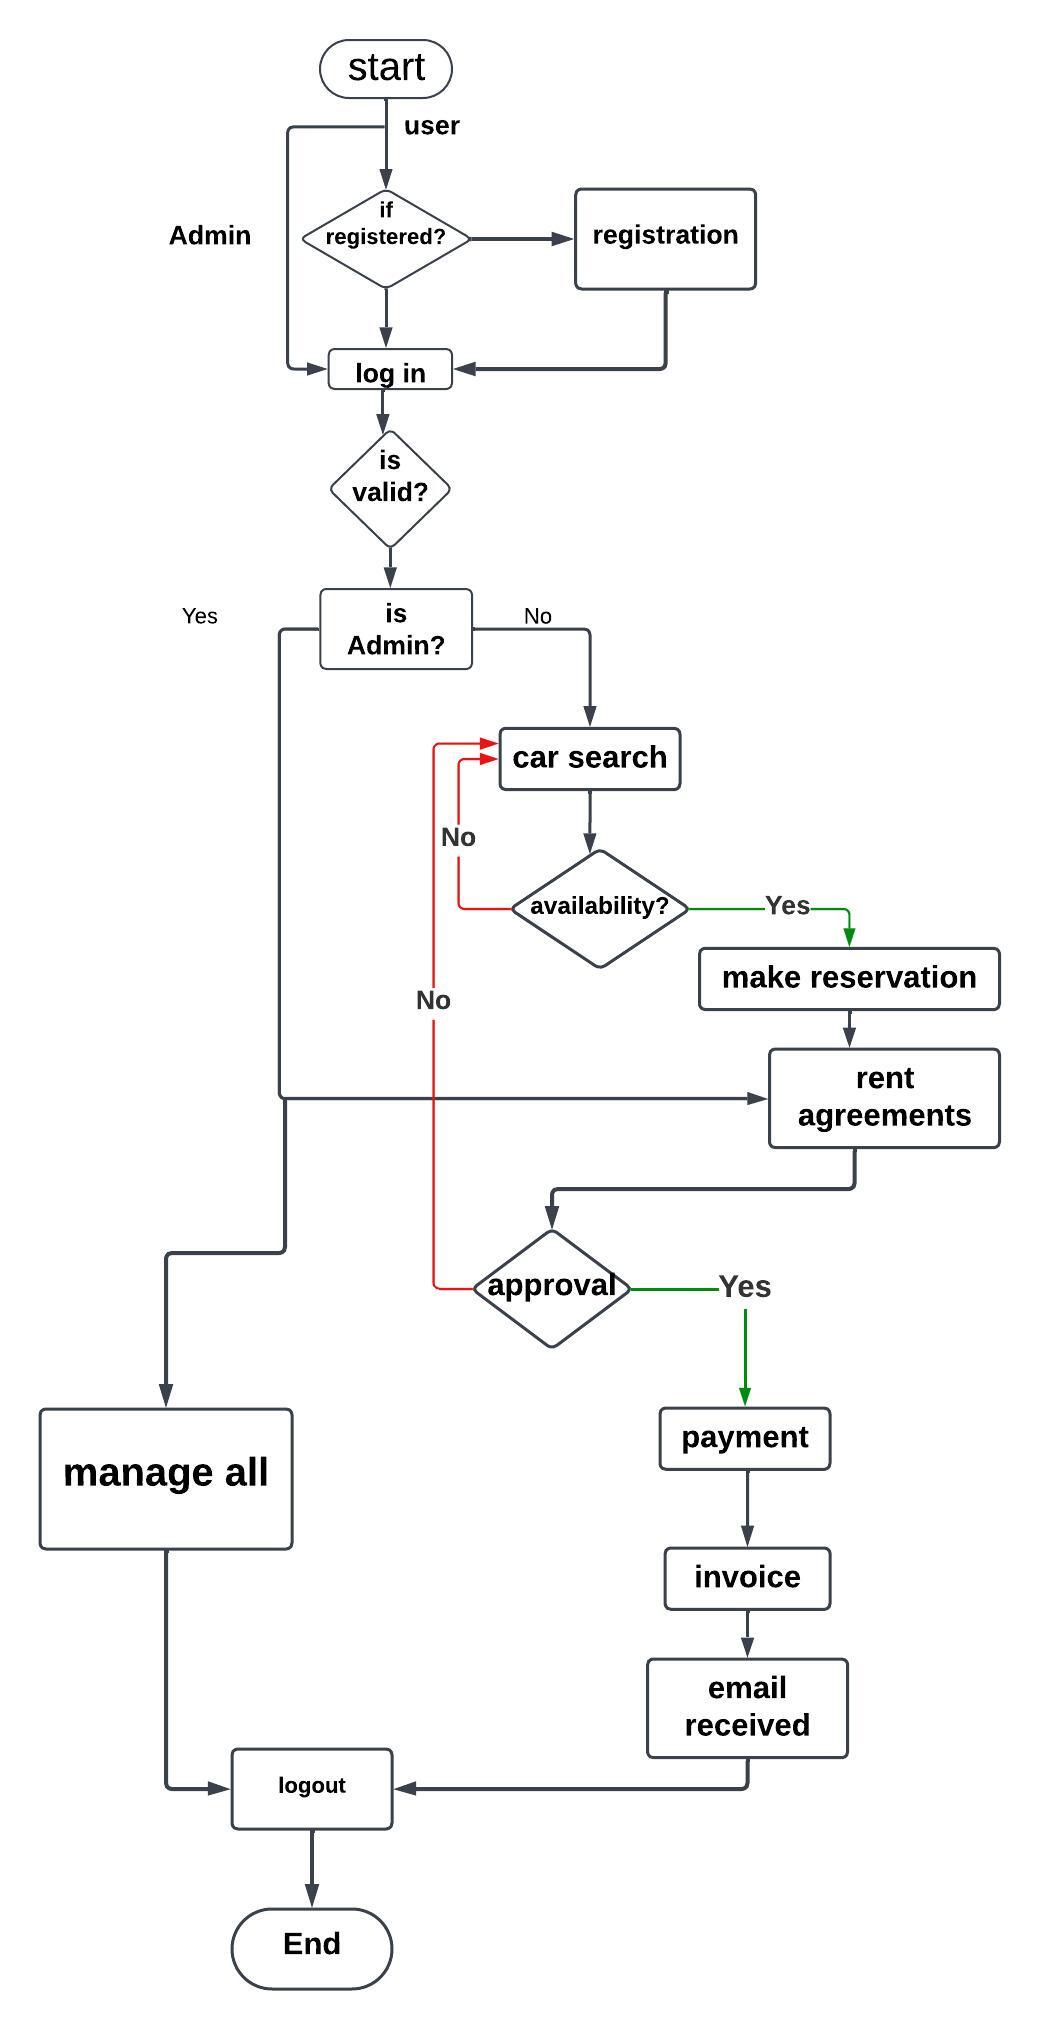 start
user
if
registered?
registration
Admin
log in
is
valid?
Yes
is
Admin?
No
car search
No
availability?
Yes
make reservation
No
rent
agreements
approval
Yes
payment
manage all
invoice
email
received
logout
End